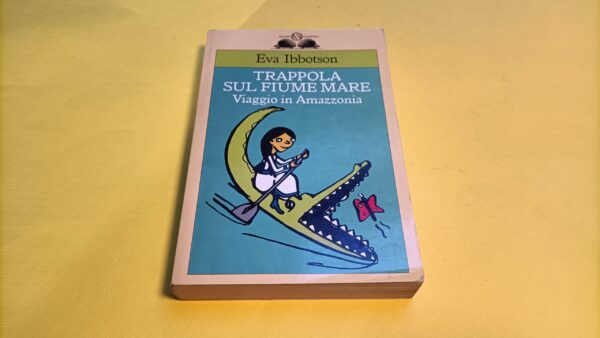 Eva Ibbotson
TRAPPOLA
SUL FIUME MARE
Viaggio in Amazzonia